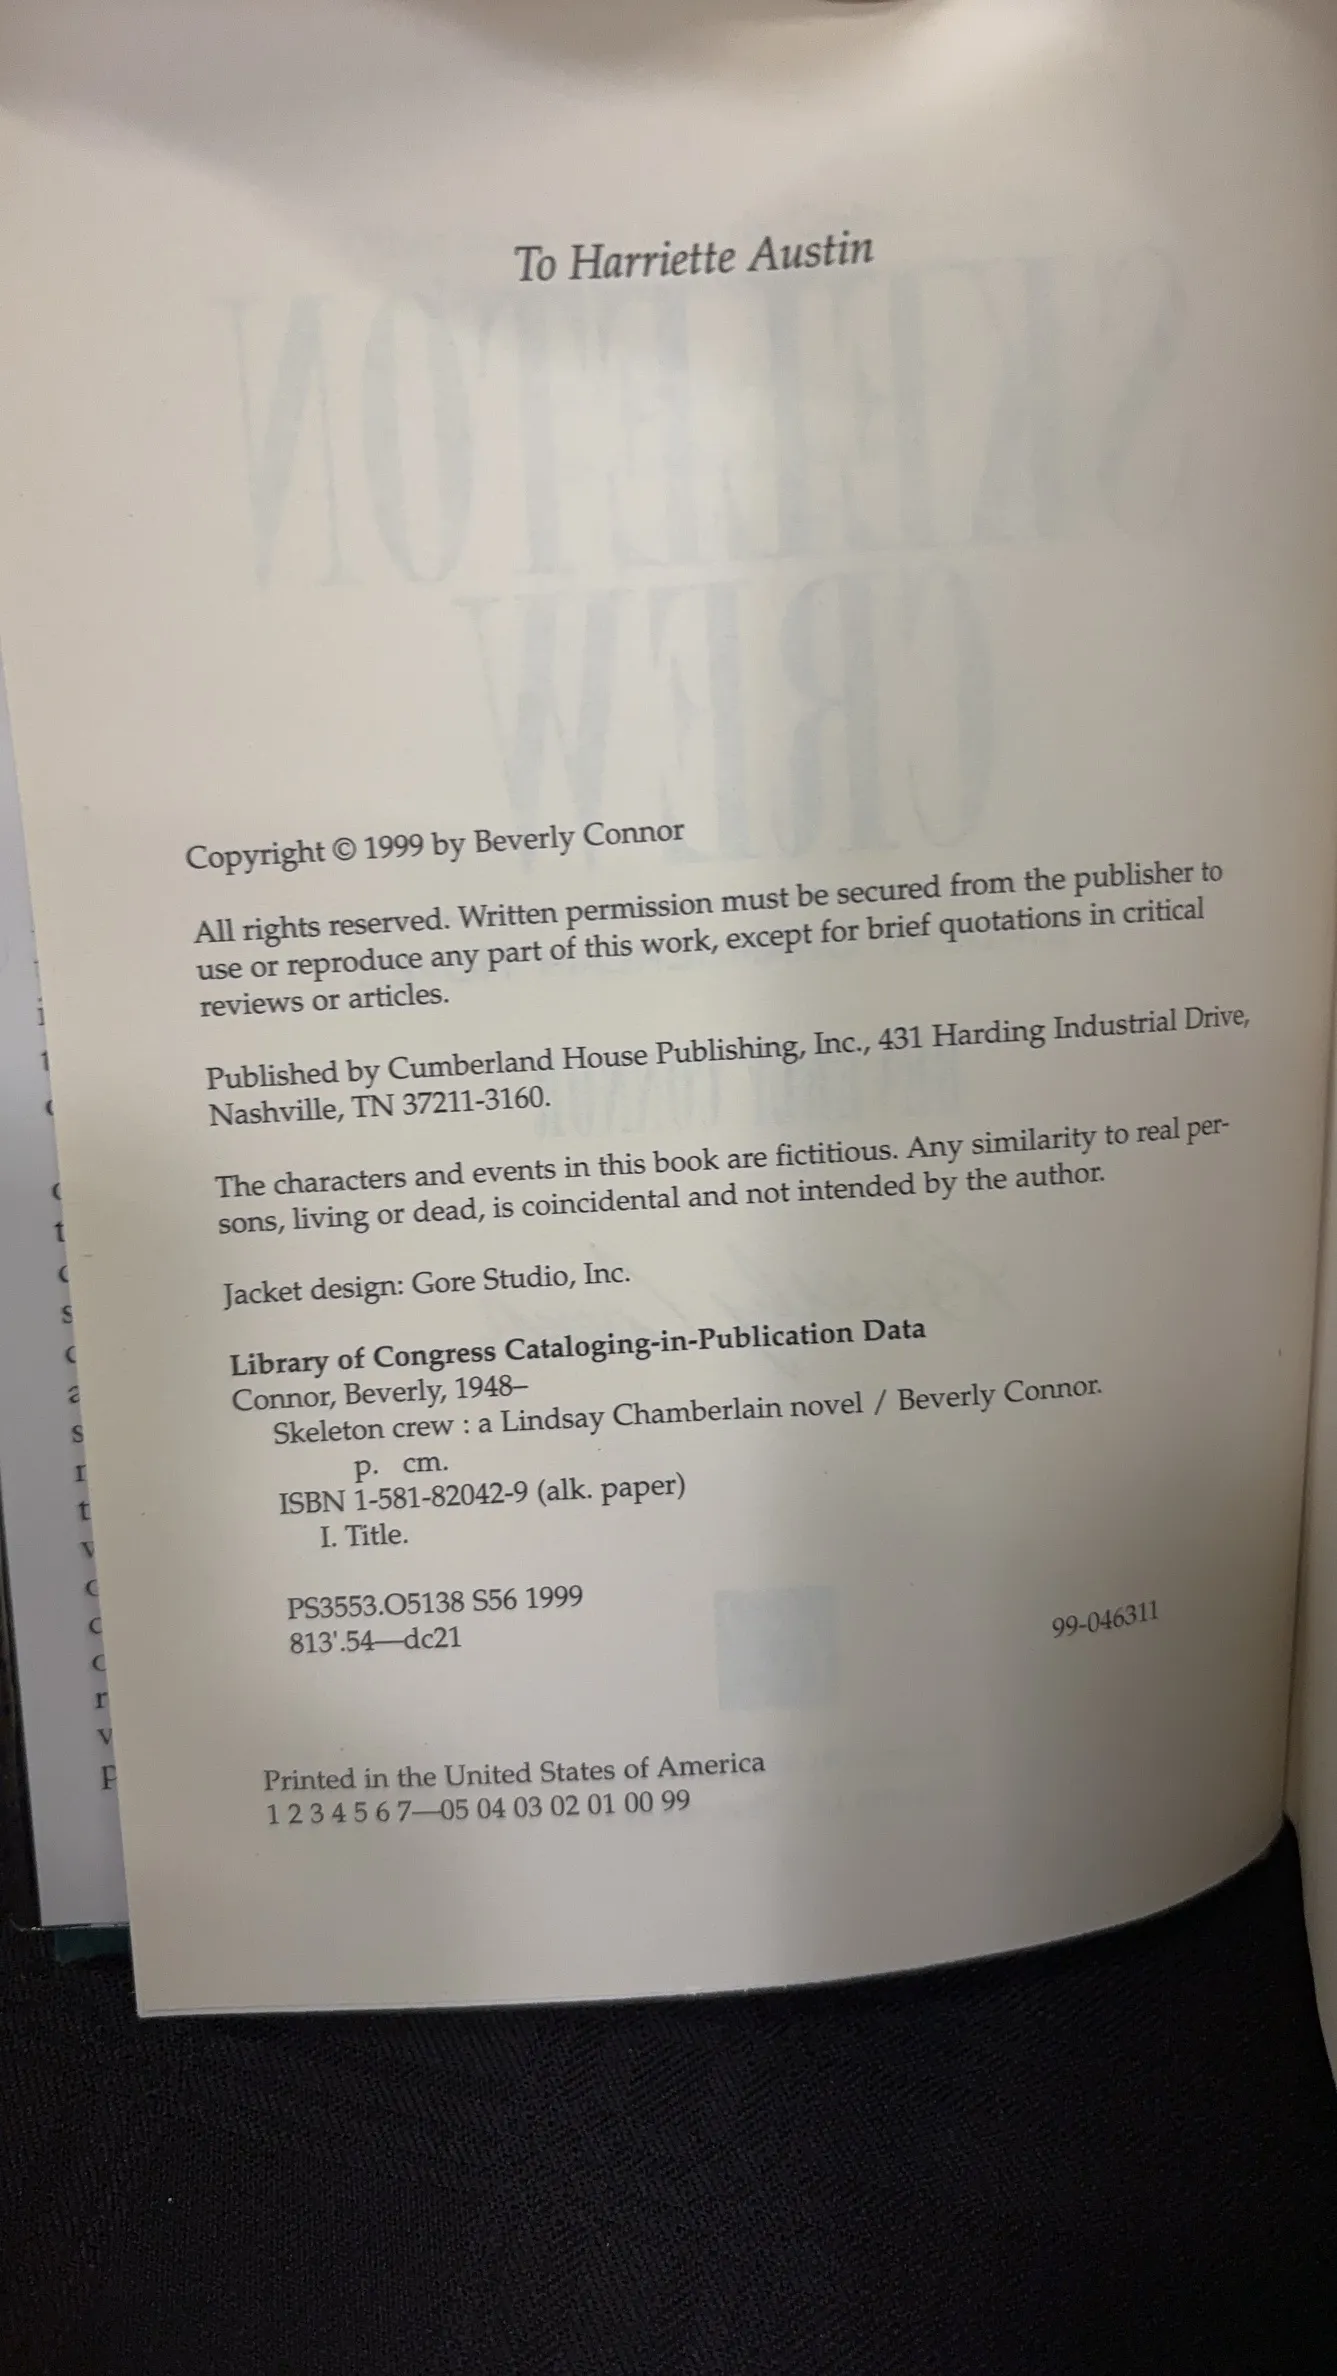 To Harriette Austin
SKELETON
CREW
Copyright © 1999 by Beverly Connor
All rights reserved. Written permission must be secured from the publisher to
use or reproduce any part of this work, except for brief quotations in critical
reviews or articles.
Published by Cumberland House Publishing, Inc., 431 Harding Industrial Drive,
Nashville, TN 37211-3160.
The characters and events in this book are fictitious. Any similarity to real per-
sons, living or dead, is coincidental and not intended by the author.
Jacket design: Gore Studio, Inc.
Library of Congress Cataloging-in-Publication Data
Connor, Beverly, 1948–
Skeleton crew : a Lindsay Chamberlain novel / Beverly Connor.
p. cm.
ISBN 1-581-82042-9 (alk. paper)
I. Title.
PS3553.O5138 S56 1999
813'.54—dc21
99-046311
Printed in the United States of America
1 2 3 4 5 6 7—05 04 03 02 01 00 99